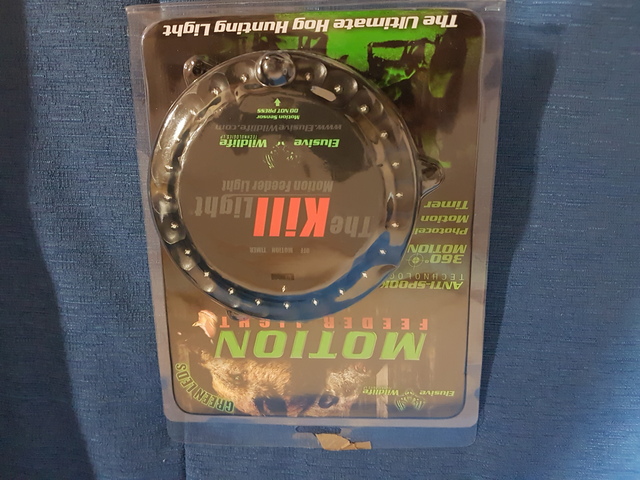 Elusive Wildlife
GREEN LEDS
MOTION
FEEDER LIGHT
ANTI-SPOOK
TECHNOLOGY
360° MOTION
Photocell
Motion
Timer
The Kill Light
Motion Feeder Light
Elusive Wildlife
TECHNOLOGIES
www.ElusiveWildlife.com
DO NOT PRESS
Motion Sensor
The Ultimate Hog Hunting Light